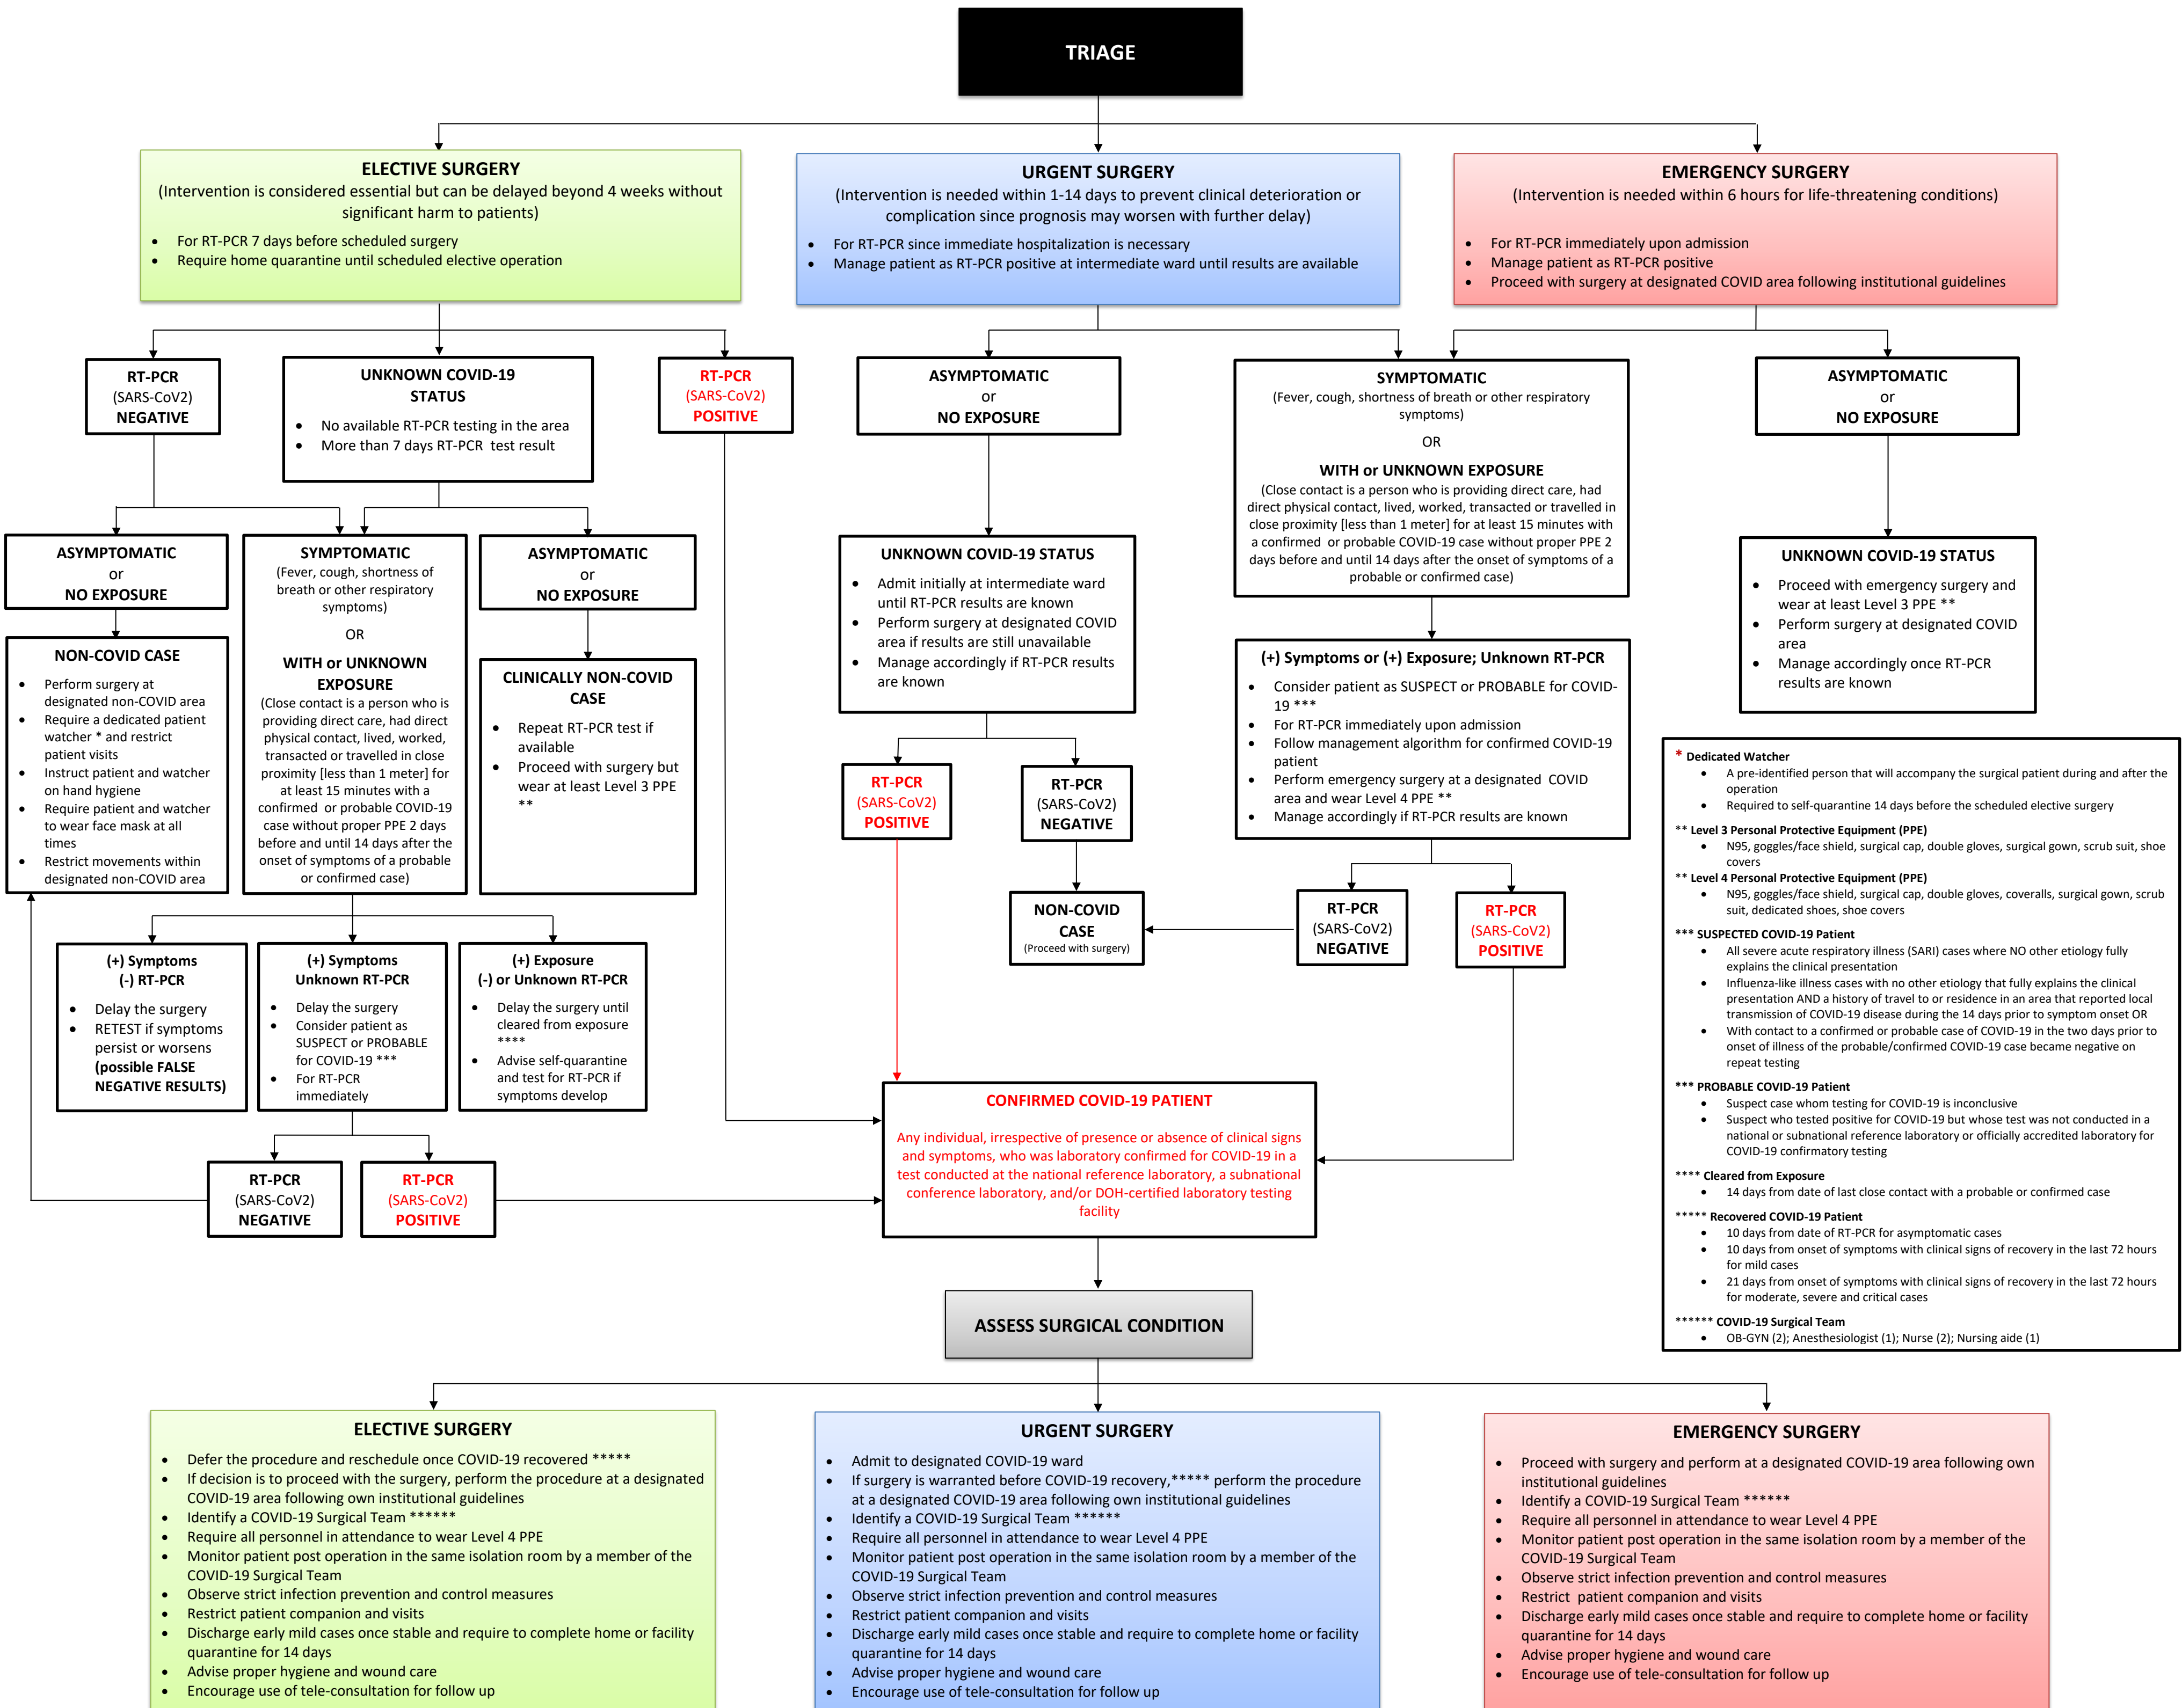 TRIAGE
ELECTIVE SURGERY
(Intervention is considered essential but can be delayed beyond 4 weeks without
significant harm to patients)
• For RT-PCR 7 days before scheduled surgery
• Require home quarantine until scheduled elective operation
URGENT SURGERY
(Intervention is needed within 1-14 days to prevent clinical deterioration or
complication since prognosis may worsen with further delay)
• For RT-PCR since immediate hospitalization is necessary
• Manage patient as RT-PCR positive at intermediate ward until results are available
EMERGENCY SURGERY
(Intervention is needed within 6 hours for life-threatening conditions)
• For RT-PCR immediately upon admission
• Manage patient as RT-PCR positive
• Proceed with surgery at designated COVID area following institutional guidelines
RT-PCR
(SARS-CoV2)
NEGATIVE
UNKNOWN COVID-19
STATUS
• No available RT-PCR testing in the area
• More than 7 days RT-PCR test result
RT-PCR
(SARS-CoV2)
POSITIVE
ASYMPTOMATIC
or
NO EXPOSURE
SYMPTOMATIC
(Fever, cough, shortness of breath or other respiratory
symptoms)
OR
WITH or UNKNOWN EXPOSURE
(Close contact is a person who is providing direct care, had
direct physical contact, lived, worked, transacted or travelled in
close proximity [less than 1 meter] for at least 15 minutes with
a confirmed or probable COVID-19 case without proper PPE 2
days before and until 14 days after the onset of symptoms of a
probable or confirmed case)
ASYMPTOMATIC
or
NO EXPOSURE
ASYMPTOMATIC
or
NO EXPOSURE
SYMPTOMATIC
(Fever, cough, shortness of
breath or other respiratory
symptoms)
OR
WITH or UNKNOWN
EXPOSURE
(Close contact is a person who is
providing direct care, had direct
physical contact, lived, worked,
transacted or travelled in close
proximity [less than 1 meter] for
at least 15 minutes with a
confirmed or probable COVID-19
case without proper PPE 2 days
before and until 14 days after the
onset of symptoms of a probable
or confirmed case)
ASYMPTOMATIC
or
NO EXPOSURE
NON-COVID CASE
• Perform surgery at
designated non-COVID area
• Require a dedicated patient
watcher * and restrict
patient visits
• Instruct patient and watcher
on hand hygiene
• Require patient and watcher
to wear face mask at all
times
• Restrict movements within
designated non-COVID area
CLINICALLY NON-COVID
CASE
• Repeat RT-PCR test if
available
• Proceed with surgery but
wear at least Level 3 PPE
**
UNKNOWN COVID-19 STATUS
• Admit initially at intermediate ward
until RT-PCR results are known
• Perform surgery at designated COVID
area if results are still unavailable
• Manage accordingly if RT-PCR results
are known
UNKNOWN COVID-19 STATUS
• Proceed with emergency surgery and
wear at least Level 3 PPE **
• Perform surgery at designated COVID
area
• Manage accordingly once RT-PCR
results are known
(+) Symptoms or (+) Exposure; Unknown RT-PCR
• Consider patient as SUSPECT or PROBABLE for COVID-
19 ***
• For RT-PCR immediately upon admission
• Follow management algorithm for confirmed COVID-19
patient
• Perform emergency surgery at a designated COVID
area and wear Level 4 PPE **
• Manage accordingly if RT-PCR results are known
RT-PCR
(SARS-CoV2)
POSITIVE
RT-PCR
(SARS-CoV2)
NEGATIVE
NON-COVID
CASE
(Proceed with surgery)
RT-PCR
(SARS-CoV2)
NEGATIVE
RT-PCR
(SARS-CoV2)
POSITIVE
(+) Symptoms
(-) RT-PCR
• Delay the surgery
• RETEST if symptoms
persist or worsens
(possible FALSE
NEGATIVE RESULTS)
(+) Symptoms
Unknown RT-PCR
• Delay the surgery
• Consider patient as
SUSPECT or PROBABLE
for COVID-19 ***
• For RT-PCR
immediately
(+) Exposure
(-) or Unknown RT-PCR
• Delay the surgery until
cleared from exposure
****
• Advise self-quarantine
and test for RT-PCR if
symptoms develop
RT-PCR
(SARS-CoV2)
NEGATIVE
RT-PCR
(SARS-CoV2)
POSITIVE
CONFIRMED COVID-19 PATIENT
Any individual, irrespective of presence or absence of clinical signs
and symptoms, who was laboratory confirmed for COVID-19 in a
test conducted at the national reference laboratory, a subnational
conference laboratory, and/or DOH-certified laboratory testing
facility
* Dedicated Watcher
• A pre-identified person that will accompany the surgical patient during and after the
operation
• Required to self-quarantine 14 days before the scheduled elective surgery
** Level 3 Personal Protective Equipment (PPE)
• N95, goggles/face shield, surgical cap, double gloves, surgical gown, scrub suit, shoe
covers
** Level 4 Personal Protective Equipment (PPE)
• N95, goggles/face shield, surgical cap, double gloves, coveralls, surgical gown, scrub
suit, dedicated shoes, shoe covers
*** SUSPECTED COVID-19 Patient
• All severe acute respiratory illness (SARI) cases where NO other etiology fully
explains the clinical presentation
• Influenza-like illness cases with no other etiology that fully explains the clinical
presentation AND a history of travel to or residence in an area that reported local
transmission of COVID-19 disease during the 14 days prior to symptom onset OR
• With contact to a confirmed or probable case of COVID-19 in the two days prior to
onset of illness of the probable/confirmed COVID-19 case became negative on
repeat testing
*** PROBABLE COVID-19 Patient
• Suspect case whom testing for COVID-19 is inconclusive
• Suspect who tested positive for COVID-19 but whose test was not conducted in a
national or subnational reference laboratory or officially accredited laboratory for
COVID-19 confirmatory testing
**** Cleared from Exposure
• 14 days from date of last close contact with a probable or confirmed case
***** Recovered COVID-19 Patient
• 10 days from date of RT-PCR for asymptomatic cases
• 10 days from onset of symptoms with clinical signs of recovery in the last 72 hours
for mild cases
• 21 days from onset of symptoms with clinical signs of recovery in the last 72 hours
for moderate, severe and critical cases
****** COVID-19 Surgical Team
• OB-GYN (2); Anesthesiologist (1); Nurse (2); Nursing aide (1)
ASSESS SURGICAL CONDITION
ELECTIVE SURGERY
• Defer the procedure and reschedule once COVID-19 recovered *****
• If decision is to proceed with the surgery, perform the procedure at a designated
COVID-19 area following own institutional guidelines
• Identify a COVID-19 Surgical Team ******
• Require all personnel in attendance to wear Level 4 PPE
• Monitor patient post operation in the same isolation room by a member of the
COVID-19 Surgical Team
• Observe strict infection prevention and control measures
• Restrict patient companion and visits
• Discharge early mild cases once stable and require to complete home or facility
quarantine for 14 days
• Advise proper hygiene and wound care
• Encourage use of tele-consultation for follow up
URGENT SURGERY
• Admit to designated COVID-19 ward
• If surgery is warranted before COVID-19 recovery,***** perform the procedure
at a designated COVID-19 area following own institutional guidelines
• Identify a COVID-19 Surgical Team ******
• Require all personnel in attendance to wear Level 4 PPE
• Monitor patient post operation in the same isolation room by a member of the
COVID-19 Surgical Team
• Observe strict infection prevention and control measures
• Restrict patient companion and visits
• Discharge early mild cases once stable and require to complete home or facility
quarantine for 14 days
• Advise proper hygiene and wound care
• Encourage use of tele-consultation for follow up
EMERGENCY SURGERY
• Proceed with surgery and perform at a designated COVID-19 area following own
institutional guidelines
• Identify a COVID-19 Surgical Team ******
• Require all personnel in attendance to wear Level 4 PPE
• Monitor patient post operation in the same isolation room by a member of the
COVID-19 Surgical Team
• Observe strict infection prevention and control measures
• Restrict patient companion and visits
• Discharge early mild cases once stable and require to complete home or facility
quarantine for 14 days
• Advise proper hygiene and wound care
• Encourage use of tele-consultation for follow up